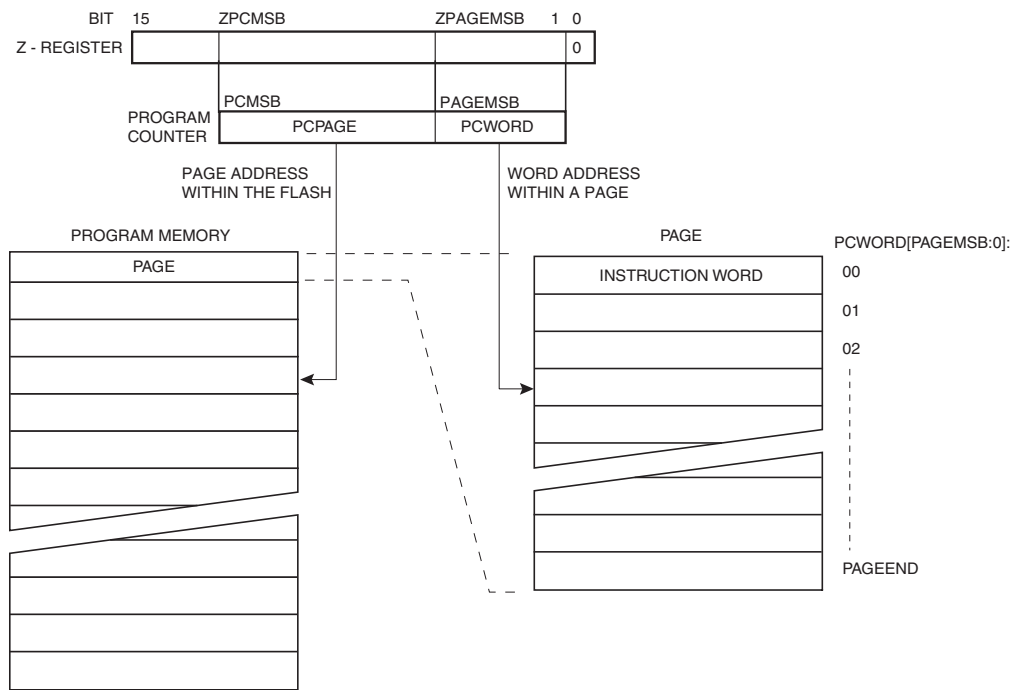 BIT 15 ZPCMSB ZPAGEMSB 1 0
Z - REGISTER 0
PCMSB PAGEMSB
PROGRAM
COUNTER
PCPAGE PCWORD
PAGE ADDRESS
WITHIN THE FLASH
WORD ADDRESS
WITHIN A PAGE
PROGRAM MEMORY
PAGE
PAGE
PCWORD[PAGEMSB:0]:
INSTRUCTION WORD
00
01
02
PAGEEND